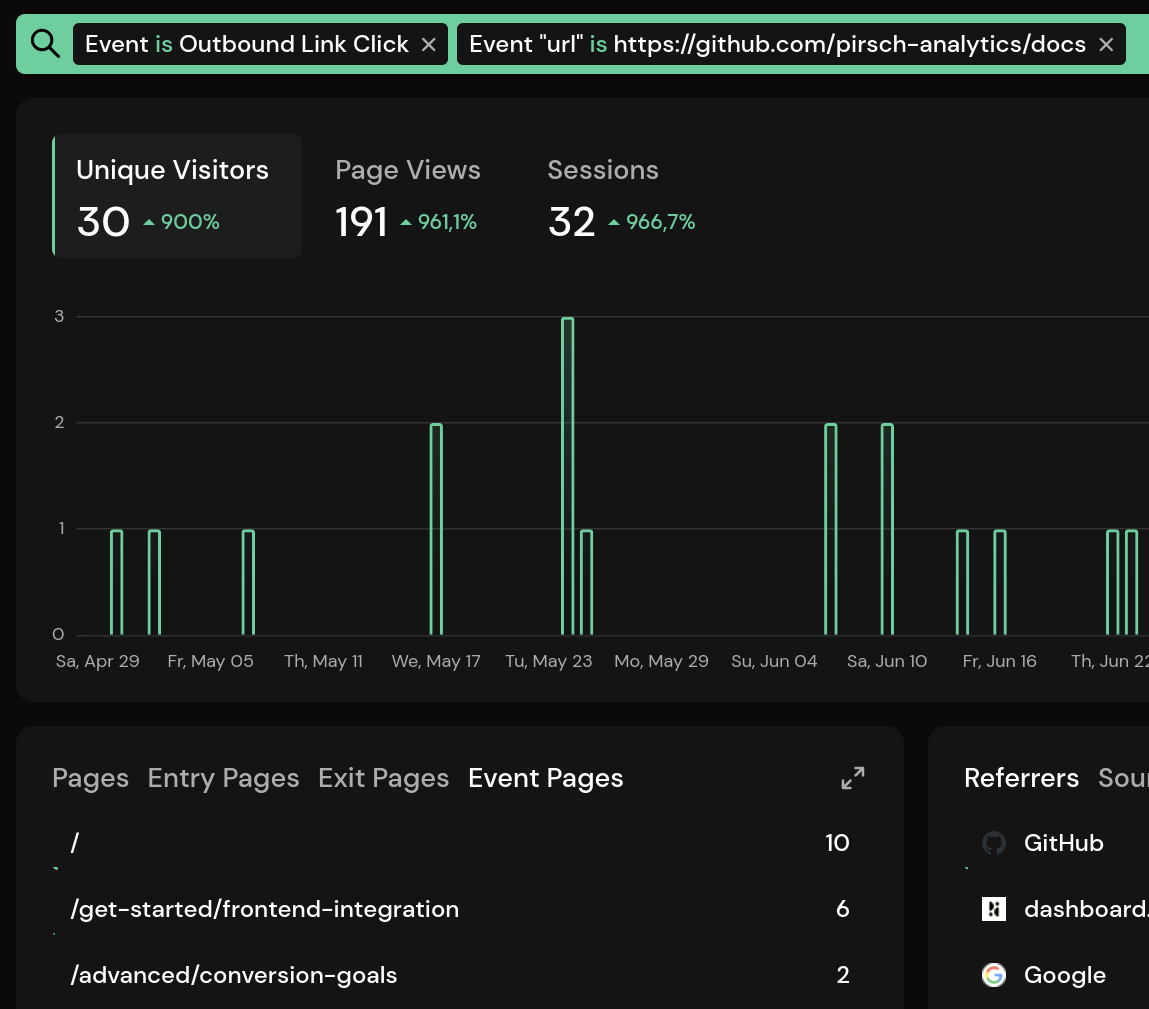 Event is Outbound Link Click × Event "url" is https://github.com/pirsch-analytics/docs ×
Unique Visitors Page Views Sessions
30 900% 191 961,1% 32 966,7%
3
2
1
0
Sa, Apr 29 Fr, May 05 Th, May 11 We, May 17 Tu, May 23 Mo, May 29 Su, Jun 04 Sa, Jun 10 Fr, Jun 16 Th, Jun 22
Pages Entry Pages Exit Pages Event Pages
/ 10
/get-started/frontend-integration 6
/advanced/conversion-goals 2
Referrers Sou
GitHub
dashboard.
Google